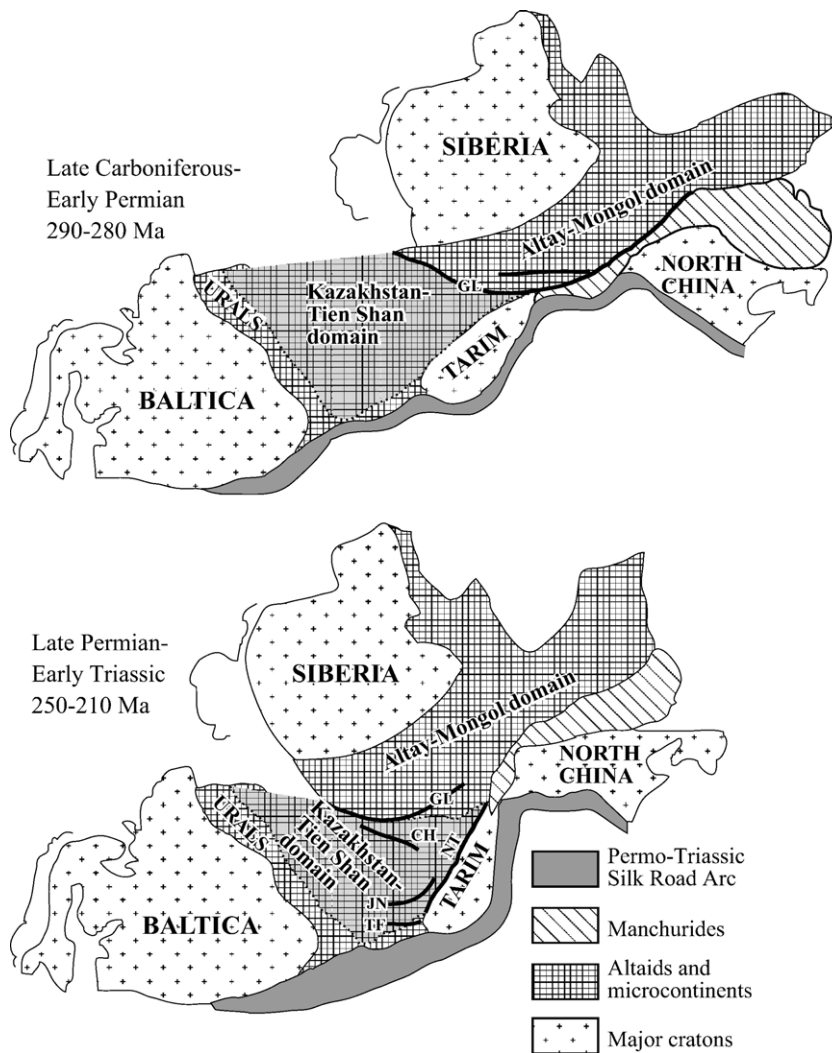 Late Carboniferous-
Early Permian
290-280 Ma
SIBERIA
Altay-Mongol domain
GL
NORTH
CHINA
URALS
Kazakhstan-
Tien Shan
domain
TARIM
BALTICA
Late Permian-
Early Triassic
250-210 Ma
SIBERIA
Altay-Mongol domain
GL
NORTH
CHINA
URALS
Kazakhstan-
Tien Shan
domain
CH
NT
TARIM
JN
TF
BALTICA
Permo-Triassic
Silk Road Arc
Manchurides
Altaids and
microcontinents
Major cratons